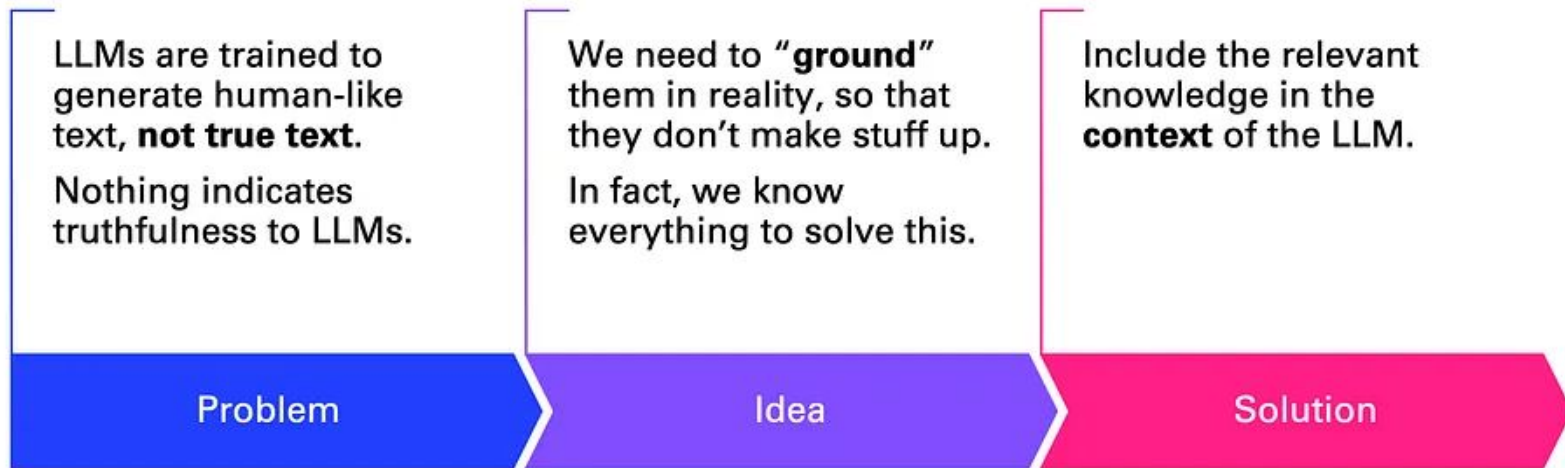 LLMs are trained to
generate human-like
text, not true text.
Nothing indicates
truthfulness to LLMs.
Problem
We need to “ground”
them in reality, so that
they don’t make stuff up.
In fact, we know
everything to solve this.
Idea
Include the relevant
knowledge in the
context of the LLM.
Solution